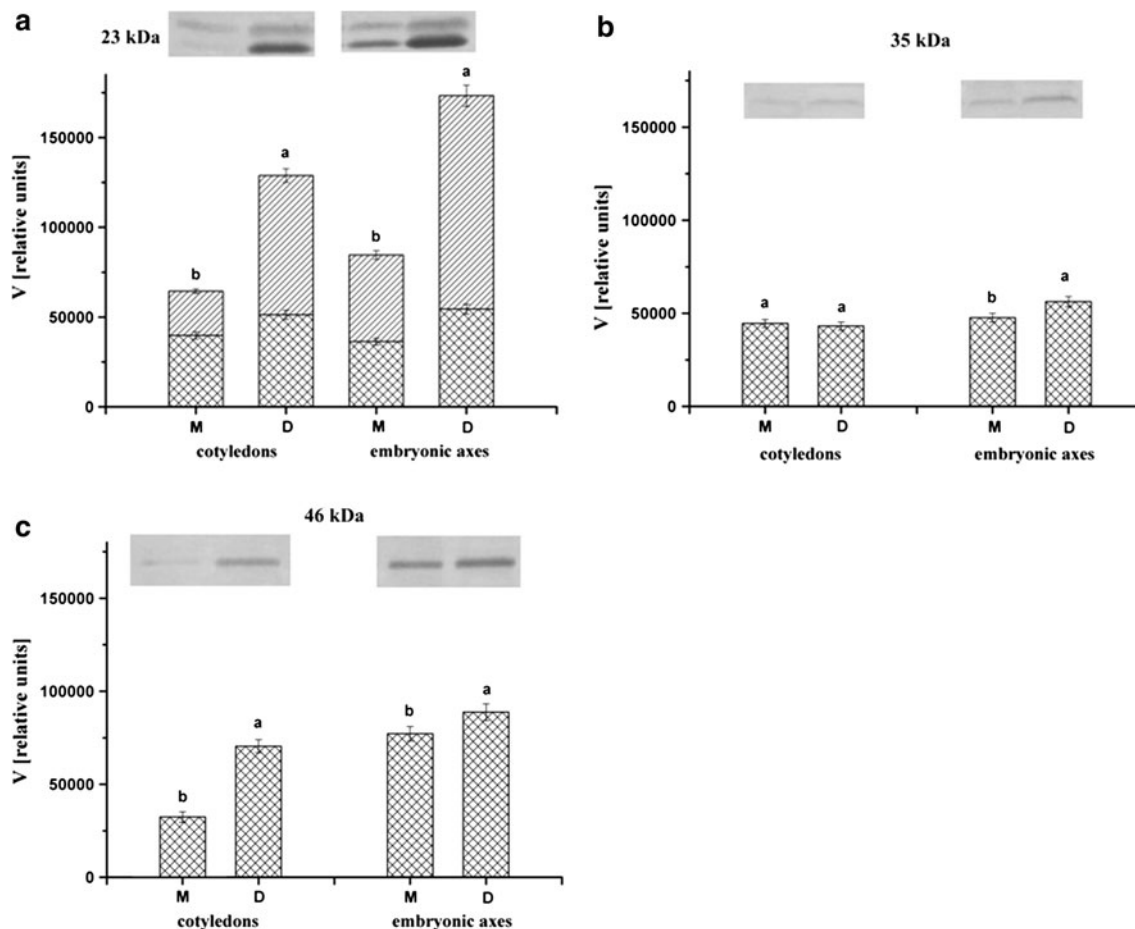 a
23 kDa
a
a
b
b
150000
100000
50000
0
V [relative units]
M D M D
cotyledons embryonic axes
b
35 kDa
150000
100000
50000
0
V [relative units]
a a b a
M D M D
cotyledons embryonic axes
c
46 kDa
150000
100000
50000
0
V [relative units]
b a b a
M D M D
cotyledons embryonic axes